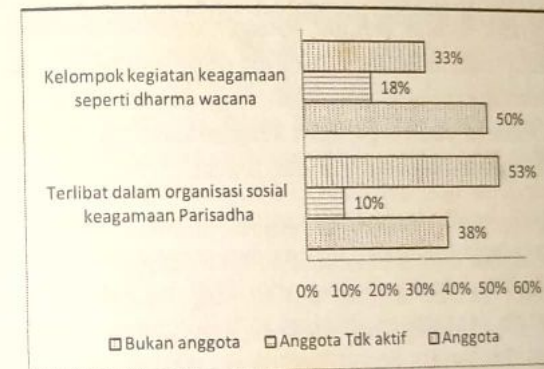 Kelompok kegiatan keagamaan
seperti dharma wacana
33%
18%
50%
Terlibat dalam organisasi sosial
keagamaan Parisadha
53%
10%
38%
0% 10% 20% 30% 40% 50% 60%
Bukan anggota Anggota Tdk aktif Anggota